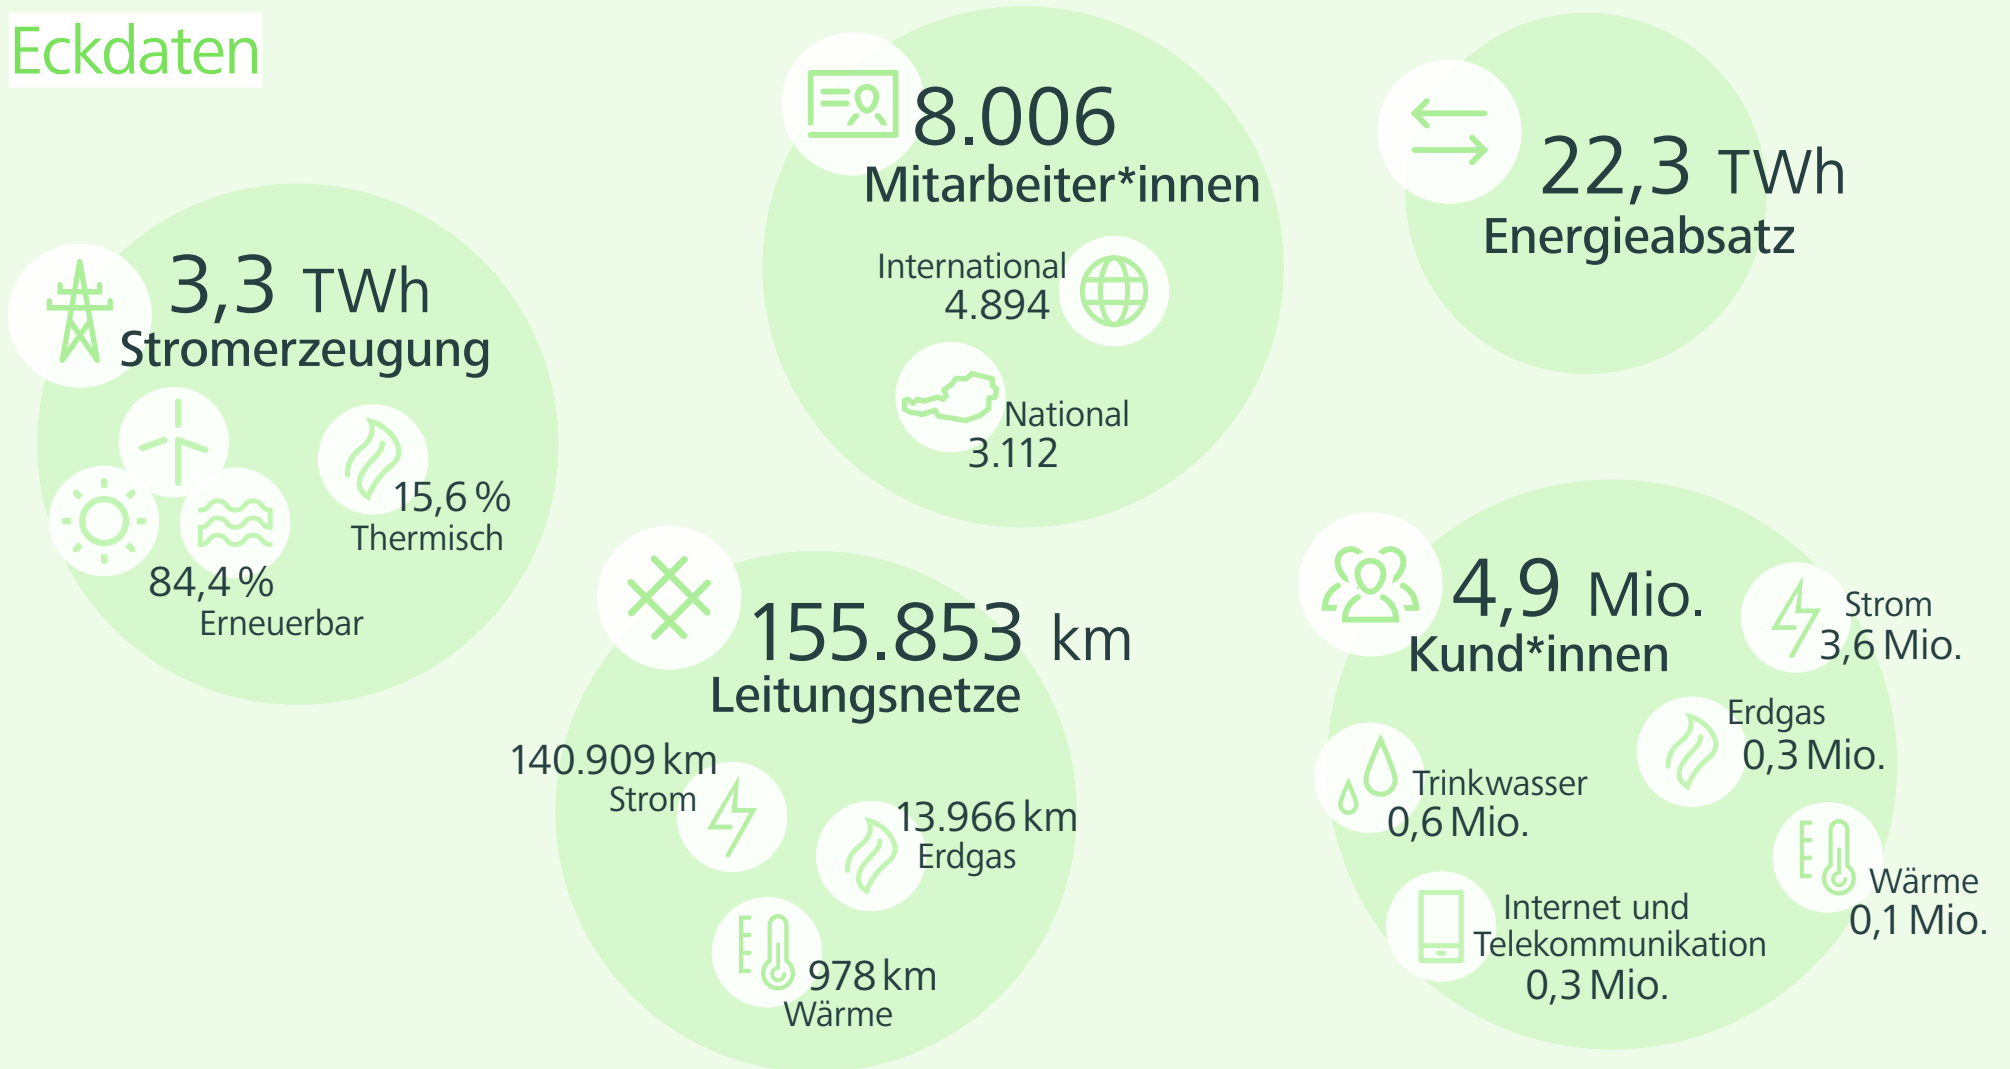 Eckdaten
3,3 TWh
Stromerzeugung
15,6 %
Thermisch
84,4 %
Erneuerbar
8.006
Mitarbeiter*innen
International
4.894
National
3.112
22,3 TWh
Energieabsatz
155.853 km
Leitungsnetze
140.909 km
Strom
13.966 km
Erdgas
978 km
Wärme
4,9 Mio.
Kund*innen
Strom
3,6 Mio.
Erdgas
0,3 Mio.
Trinkwasser
0,6 Mio.
Wärme
0,1 Mio.
Internet und
Telekommunikation
0,3 Mio.